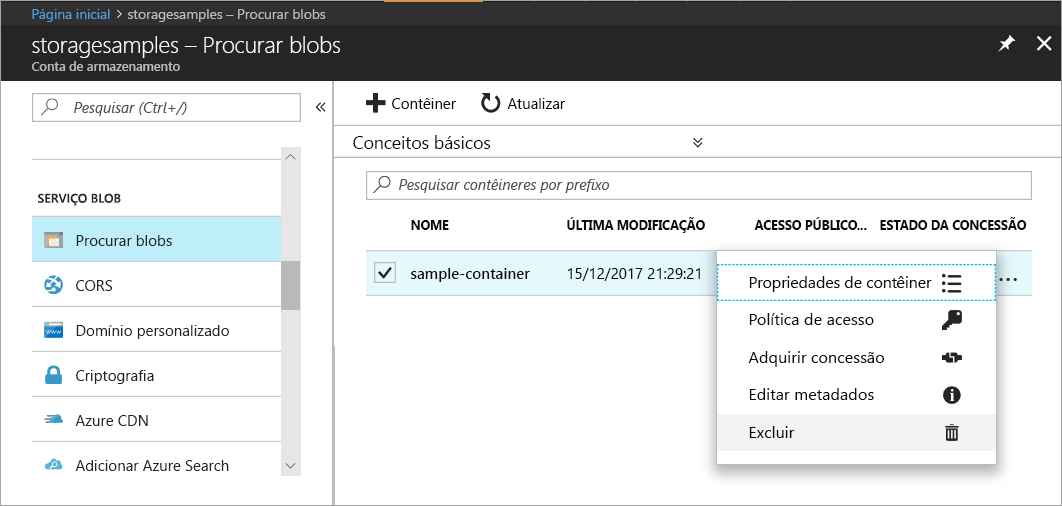 Página inicial > storagesamples – Procurar blobs
storagesamples – Procurar blobs
Conta de armazenamento
Pesquisar (Ctrl+/)
SERVIÇO BLOB
Procurar blobs
CORS
www Domínio personalizado
Criptografia
Azure CDN
Adicionar Azure Search
Contêiner Atualizar
Conceitos básicos
Pesquisar contêineres por prefixo
NOME ÚLTIMA MODIFICAÇÃO ACESSO PÚBLICO... ESTADO DA CONCESSÃO
sample-container 15/12/2017 21:29:21 ...
Propriedades de contêiner
Política de acesso
Adquirir concessão
Editar metadados
Excluir